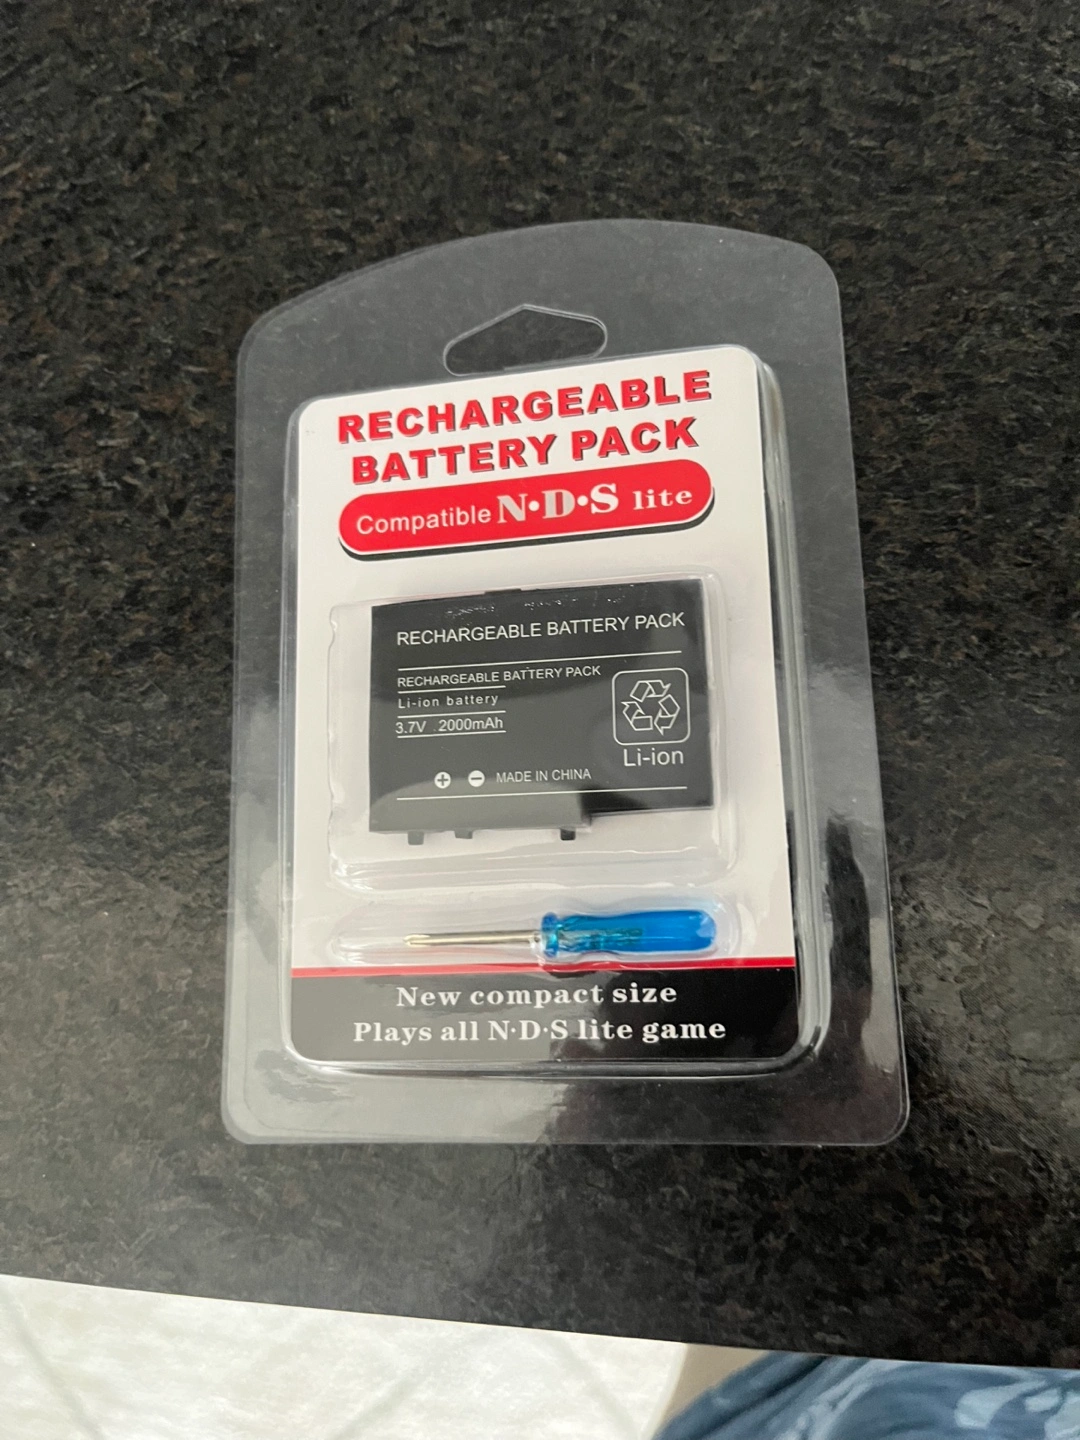 RECHARGEABLE
BATTERY PACK
Compatible N·D·S lite
RECHARGEABLE BATTERY PACK
RECHARGEABLE BATTERY PACK
Li-ion battery
3.7V 2000mAh
Li-ion
+ − MADE IN CHINA
New compact size
Plays all N·D·S lite game